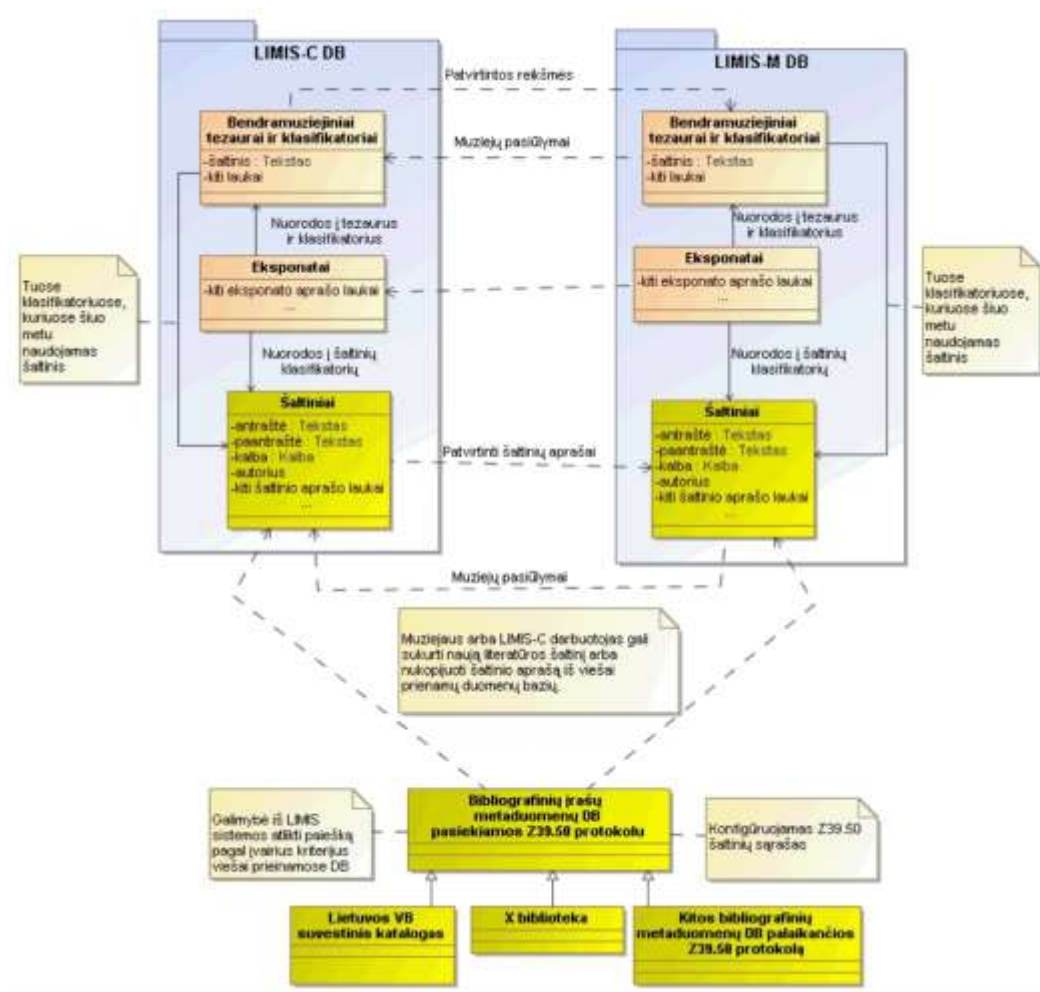 LIMIS-C DB
LIMIS-M DB
Patvirtintos reikšmės
Bendramuziejiniai
tezaurai ir klasifikatoriai
-šaltinis : Tekstas
-kiti laukai
Muziejų pasiūlymai
Bendramuziejiniai
tezaurai ir klasifikatoriai
-šaltinis : Tekstas
-kiti laukai
Nuorodos į tezaurus
ir klasifikatorius
Nuorodos į tezaurus
ir klasifikatorius
Tuose
klasifikatoriuose,
kuriuose šiuo
metu
naudojamas
šaltinis
Eksponatai
-kiti eksponato aprašo laukai
...
Eksponatai
-kiti eksponato aprašo laukai
...
Tuose
klasifikatoriuose,
kuriuose šiuo
metu
naudojamas
šaltinis
Nuorodos į šaltinių
klasifikatorių
Nuorodos į šaltinių
klasifikatorių
Šaltiniai
-antraštė : Tekstas
-paantraštė : Tekstas
-kalba : Kalba
-autorius
-kiti šaltinio aprašo laukai
...
Patvirtinti šaltinių aprašai
Šaltiniai
-antraštė : Tekstas
-paantraštė : Tekstas
-kalba : Kalba
-autorius
-kiti šaltinio aprašo laukai
...
Muziejų pasiūlymai
Muziejaus arba LIMIS-C darbuotojas gali
sukurti naują literatūros šaltinį arba
nukopijuoti šaltinio aprašą iš viešai
prienamų duomenų bazių.
Galimybė iš LIMIS
sistemos atlikti paiešką
pagal įvairius kriterijus
viešai prieinamose DB
Bibliografinių įrašų
metaduomenų DB
pasiekiamos Z39.50 protokolu
Konfigūruojamas Z39.50
šaltinių sąrašas
Lietuvos VB
suvestinis katalogas
X biblioteka
Kitos bibliografinių
metaduomenų DB palaikančios
Z39.50 protokolą